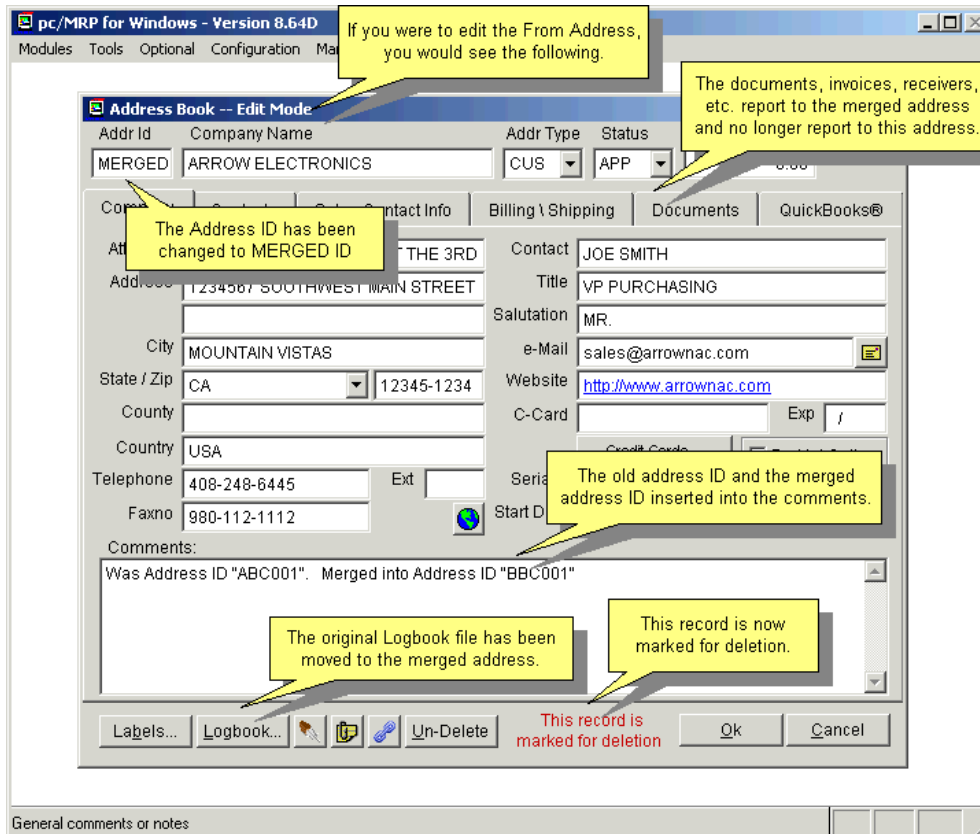 pc/MRP for Windows - Version 8.64D
Modules Tools Optional Configuration
If you were to edit the From Address,
you would see the following.
The documents, invoices, receivers,
etc. report to the merged address
and no longer report to this address.
Address Book -- Edit Mode
Addr Id Company Name Addr Type Status
MERGED ARROW ELECTRONICS CUS APP
Contact Info Billing \ Shipping Documents QuickBooks®
The Address ID has been
changed to MERGED ID
THE 3RD Contact JOE SMITH
Address 1234567 SOUTHWEST MAIN STREET Title VP PURCHASING
Salutation MR.
City MOUNTAIN VISTAS e-Mail sales@arrownac.com
State / Zip CA 12345-1234 Website http://www.arrownac.com
County C-Card Exp /
Country USA
Telephone 408-248-6445 Ext
The old address ID and the merged
address ID inserted into the comments.
Faxno 980-112-1112
Comments:
Was Address ID "ABC001". Merged into Address ID "BBC001"
The original Logbook file has been
moved to the merged address.
This record is now
marked for deletion.
Labels... Logbook... Un-Delete This record is
marked for deletion Ok Cancel
General comments or notes